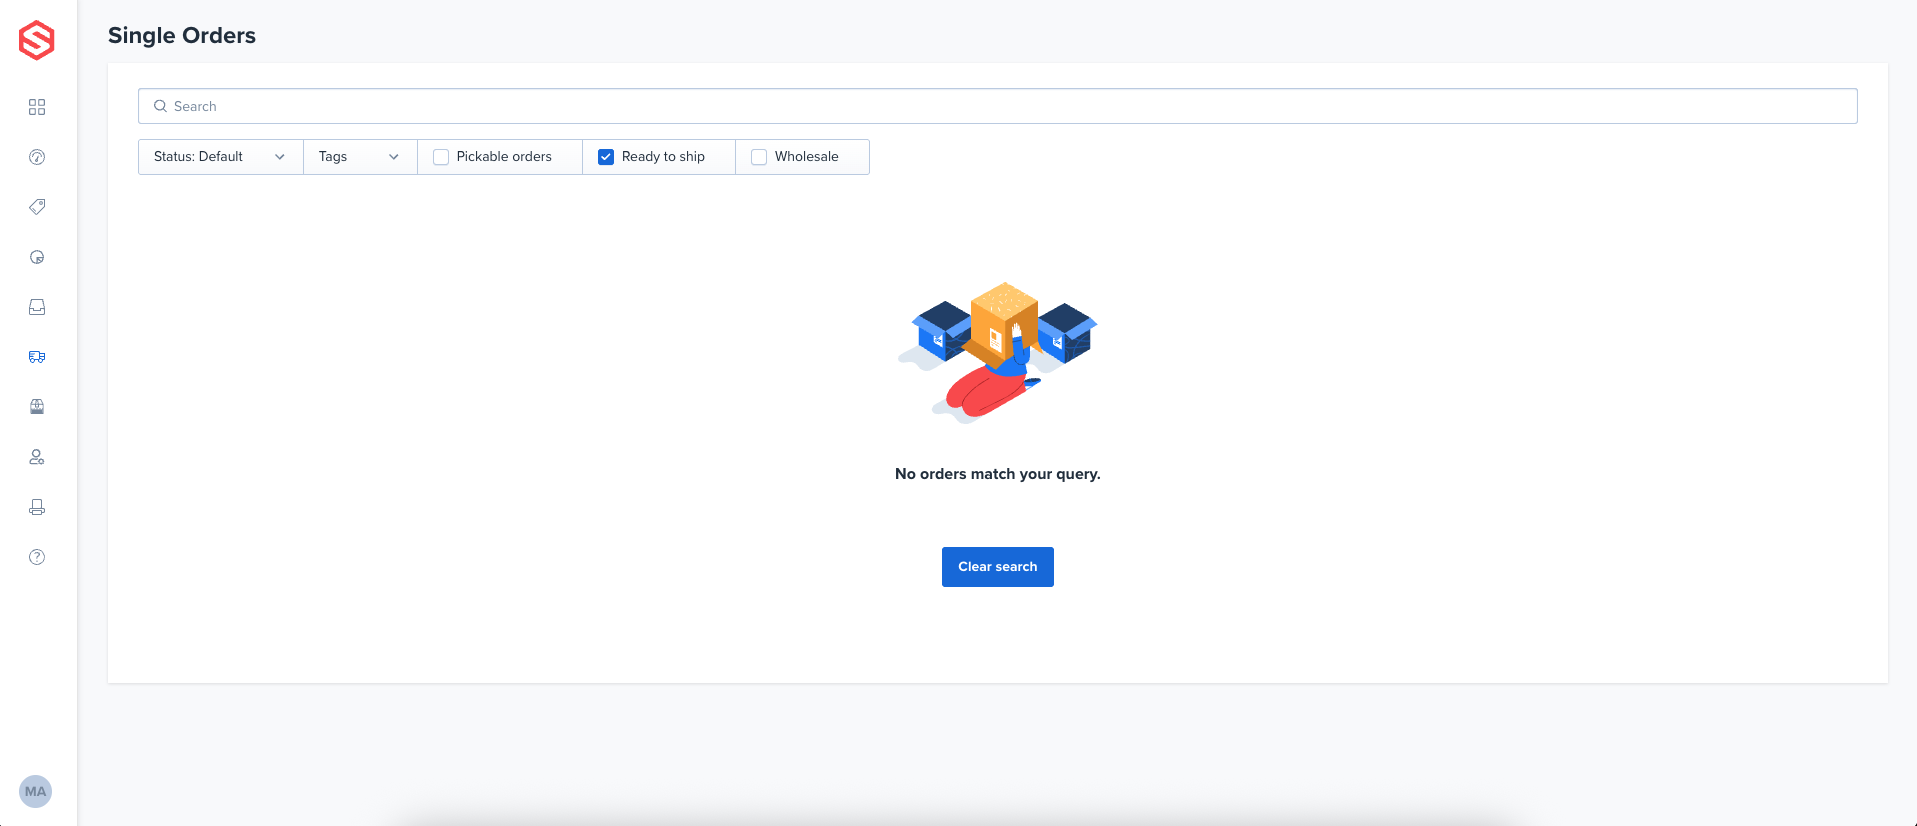 Single Orders
Search
Status: Default Tags Pickable orders Ready to ship Wholesale
No orders match your query.
Clear search
MA